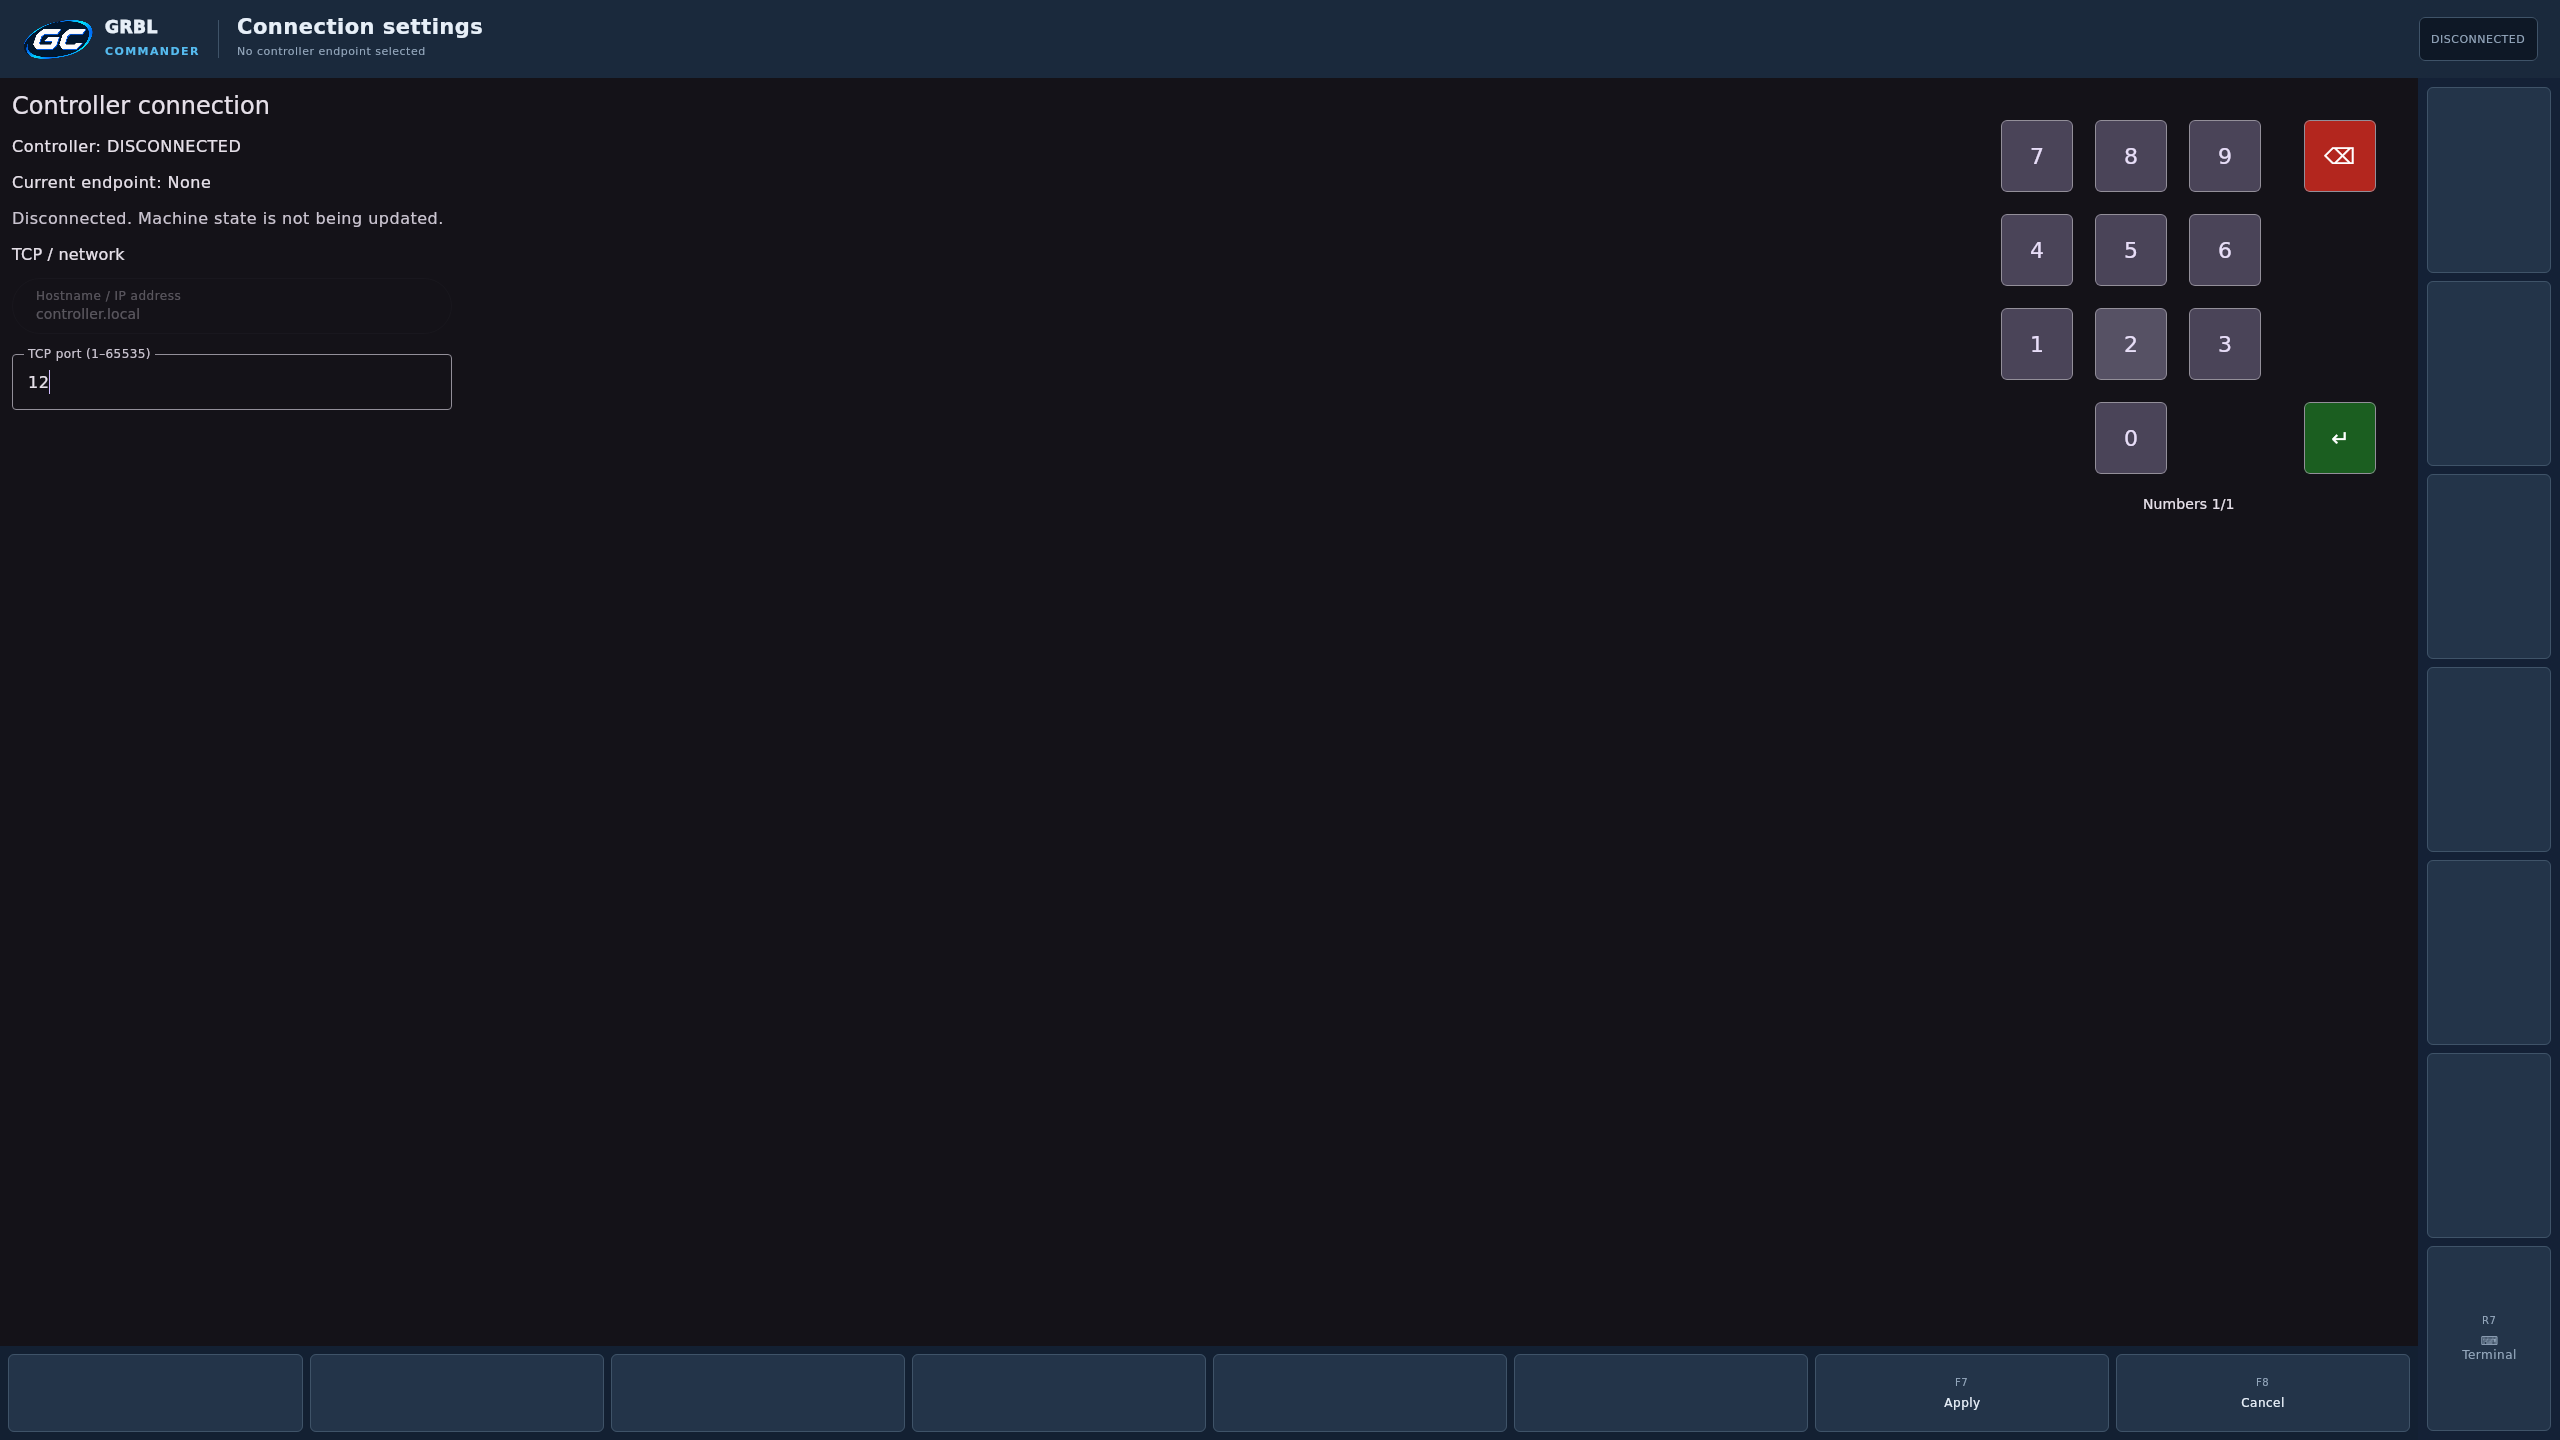 GC
GRBL
COMMANDER
Connection settings
No controller endpoint selected
DISCONNECTED
Controller connection
Controller: DISCONNECTED
Current endpoint: None
Disconnected. Machine state is not being updated.
TCP / network
Hostname / IP address
controller.local
TCP port (1–65535)
12
7 8 9 ⌫
4 5 6
1 2 3
0 ↵
Numbers 1/1
R7
⌨
Terminal
F7
Apply
F8
Cancel